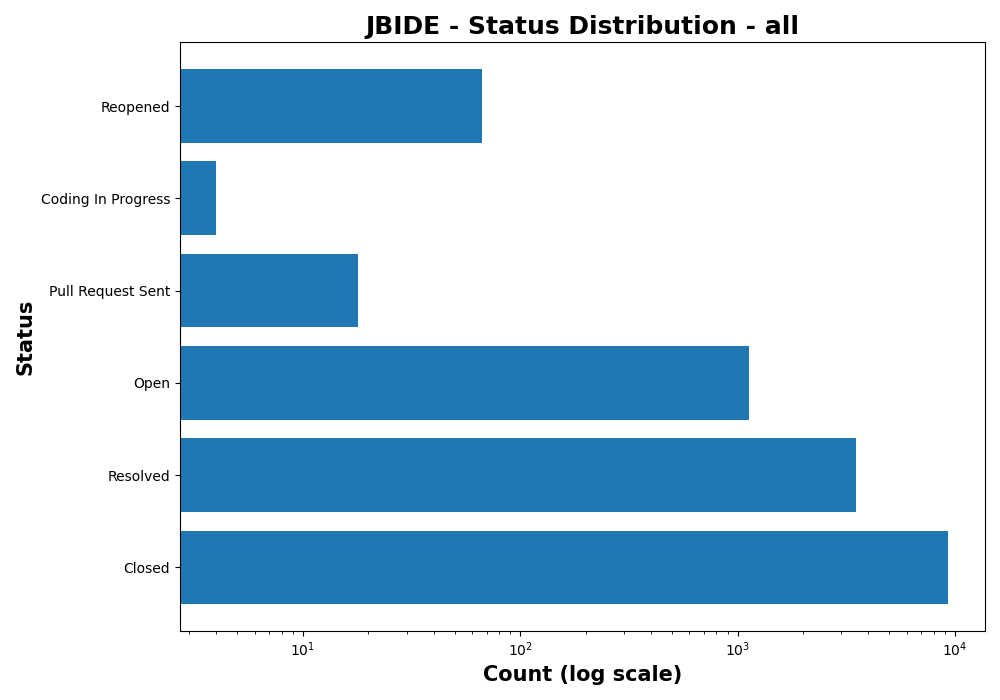 JBIDE - Status Distribution - all
Reopened
Coding In Progress
Pull Request Sent
Open
Resolved
Closed
Status
10¹ 10² 10³ 10⁴
Count (log scale)